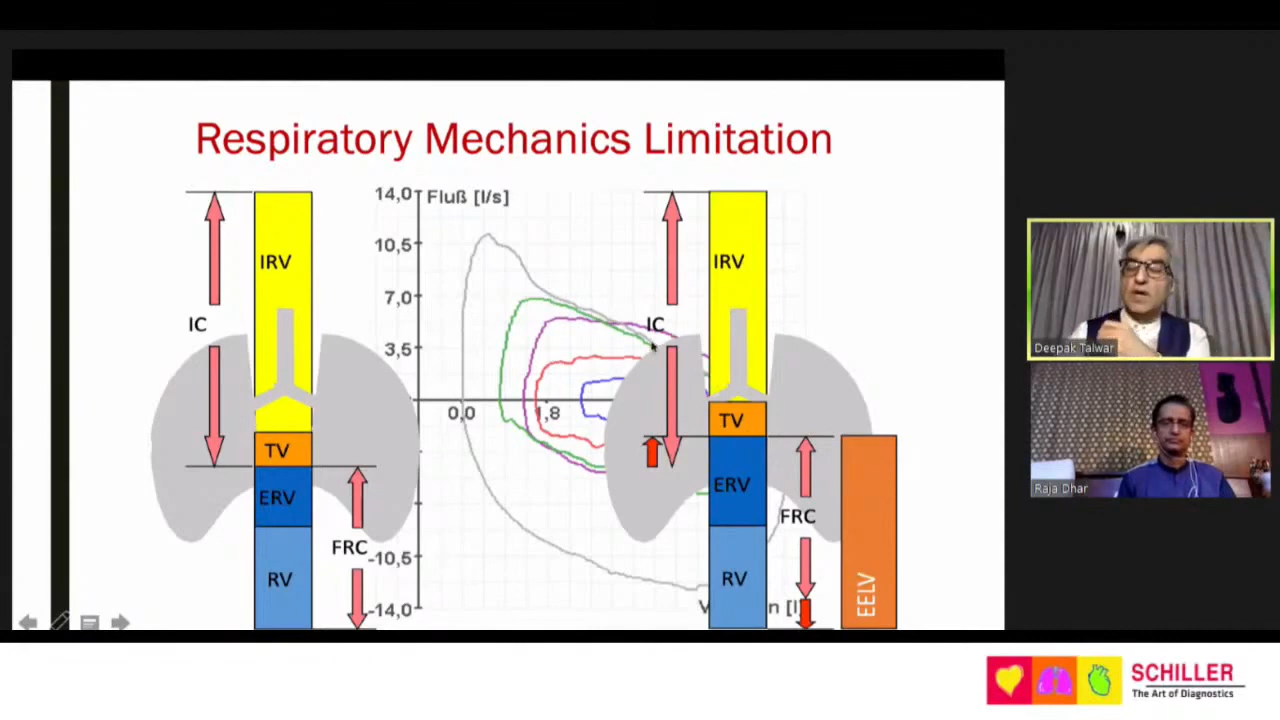 Respiratory Mechanics Limitation
14,0
Fluß [l/s]
10,5
7,0
3,5
0,0
1,8
-10,5
-14,0
IRV
IC
TV
ERV
FRC
RV
IRV
IC
TV
ERV
FRC
RV
EELV
n [l]
Deepak Talwar
Raja Dhar
SCHILLER
The Art of Diagnostics